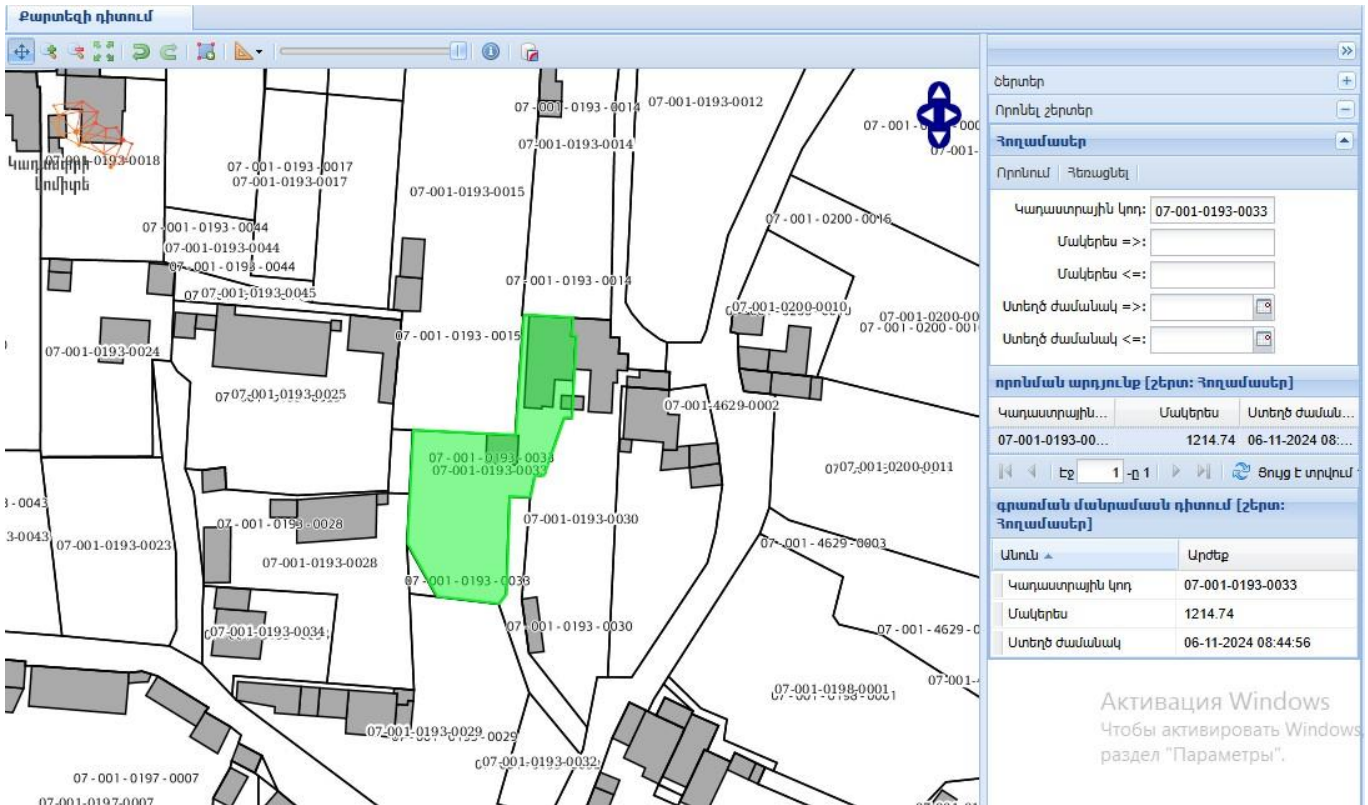 Քարտեզի դիտում
Շերտեր
Որոնել շերտեր
Հողամասեր
Որոնում Հեռացնել
Կադաստրային կոդ: 07-001-0193-0033
Մակերես =>:
Մակերես <=:
Ստեղծ ժամանակ =>:
Ստեղծ ժամանակ <=:
որոնման արդյունք [շերտ: Հողամասեր]
Կադաստրային... Մակերես Ստեղծ ժաման...
07-001-0193-00... 1214.74 06-11-2024 08:...
Էջ 1 -ը 1 Ցույց է տրվում
գրառման մանրամասն դիտում [շերտ:
Հողամասեր]
Անուն Արժեք
Կադաստրային կոդ 07-001-0193-0033
Մակերես 1214.74
Ստեղծ ժամանակ 06-11-2024 08:44:56
Активация Windows
Чтобы активировать Windows,
раздел "Параметры".
07-001-0193-0012
07 - 001 - 0193 - 0014
07-001-0193-0014
07-001-0193-0018
Կադաստրի
կոմիտե
07 - 001 - 0193 - 0017
07-001-0193-0017
07-001-0193-0015
07 - 001 - 0200 - 0016
07 - 001 - 0193 - 0044
07-001-0193-0044
07 - 001 - 0193 - 0044
07-001-0193-0045
07 - 001 - 0193 - 0014
07-001-0200-0010
07-001-0200-00
07 - 001 - 0200 - 001
07 - 001 - 0193 - 0015
07-001-0193-0024
07-001-0193-0025
07-001-4629-0002
07 - 001 - 0193 - 0033
07-001-0193-0033
07-001-0200-0011
3 - 0043
07 - 001 - 0193 - 0028
07-001-0193-0030
3-0043
07-001-0193-0023
07 - 001 - 4629 - 0003
07-001-0193-0028
07 - 001 - 0193 - 0033
07-001-0193-0034
07 - 001 - 0193 - 0030
07 - 001 - 4629 - 0
07-001-0198-0001
07-001-
07-001-0193-0029
07-001-0193-0032
07 - 001 - 0197 - 0007
07-001-0197-0007